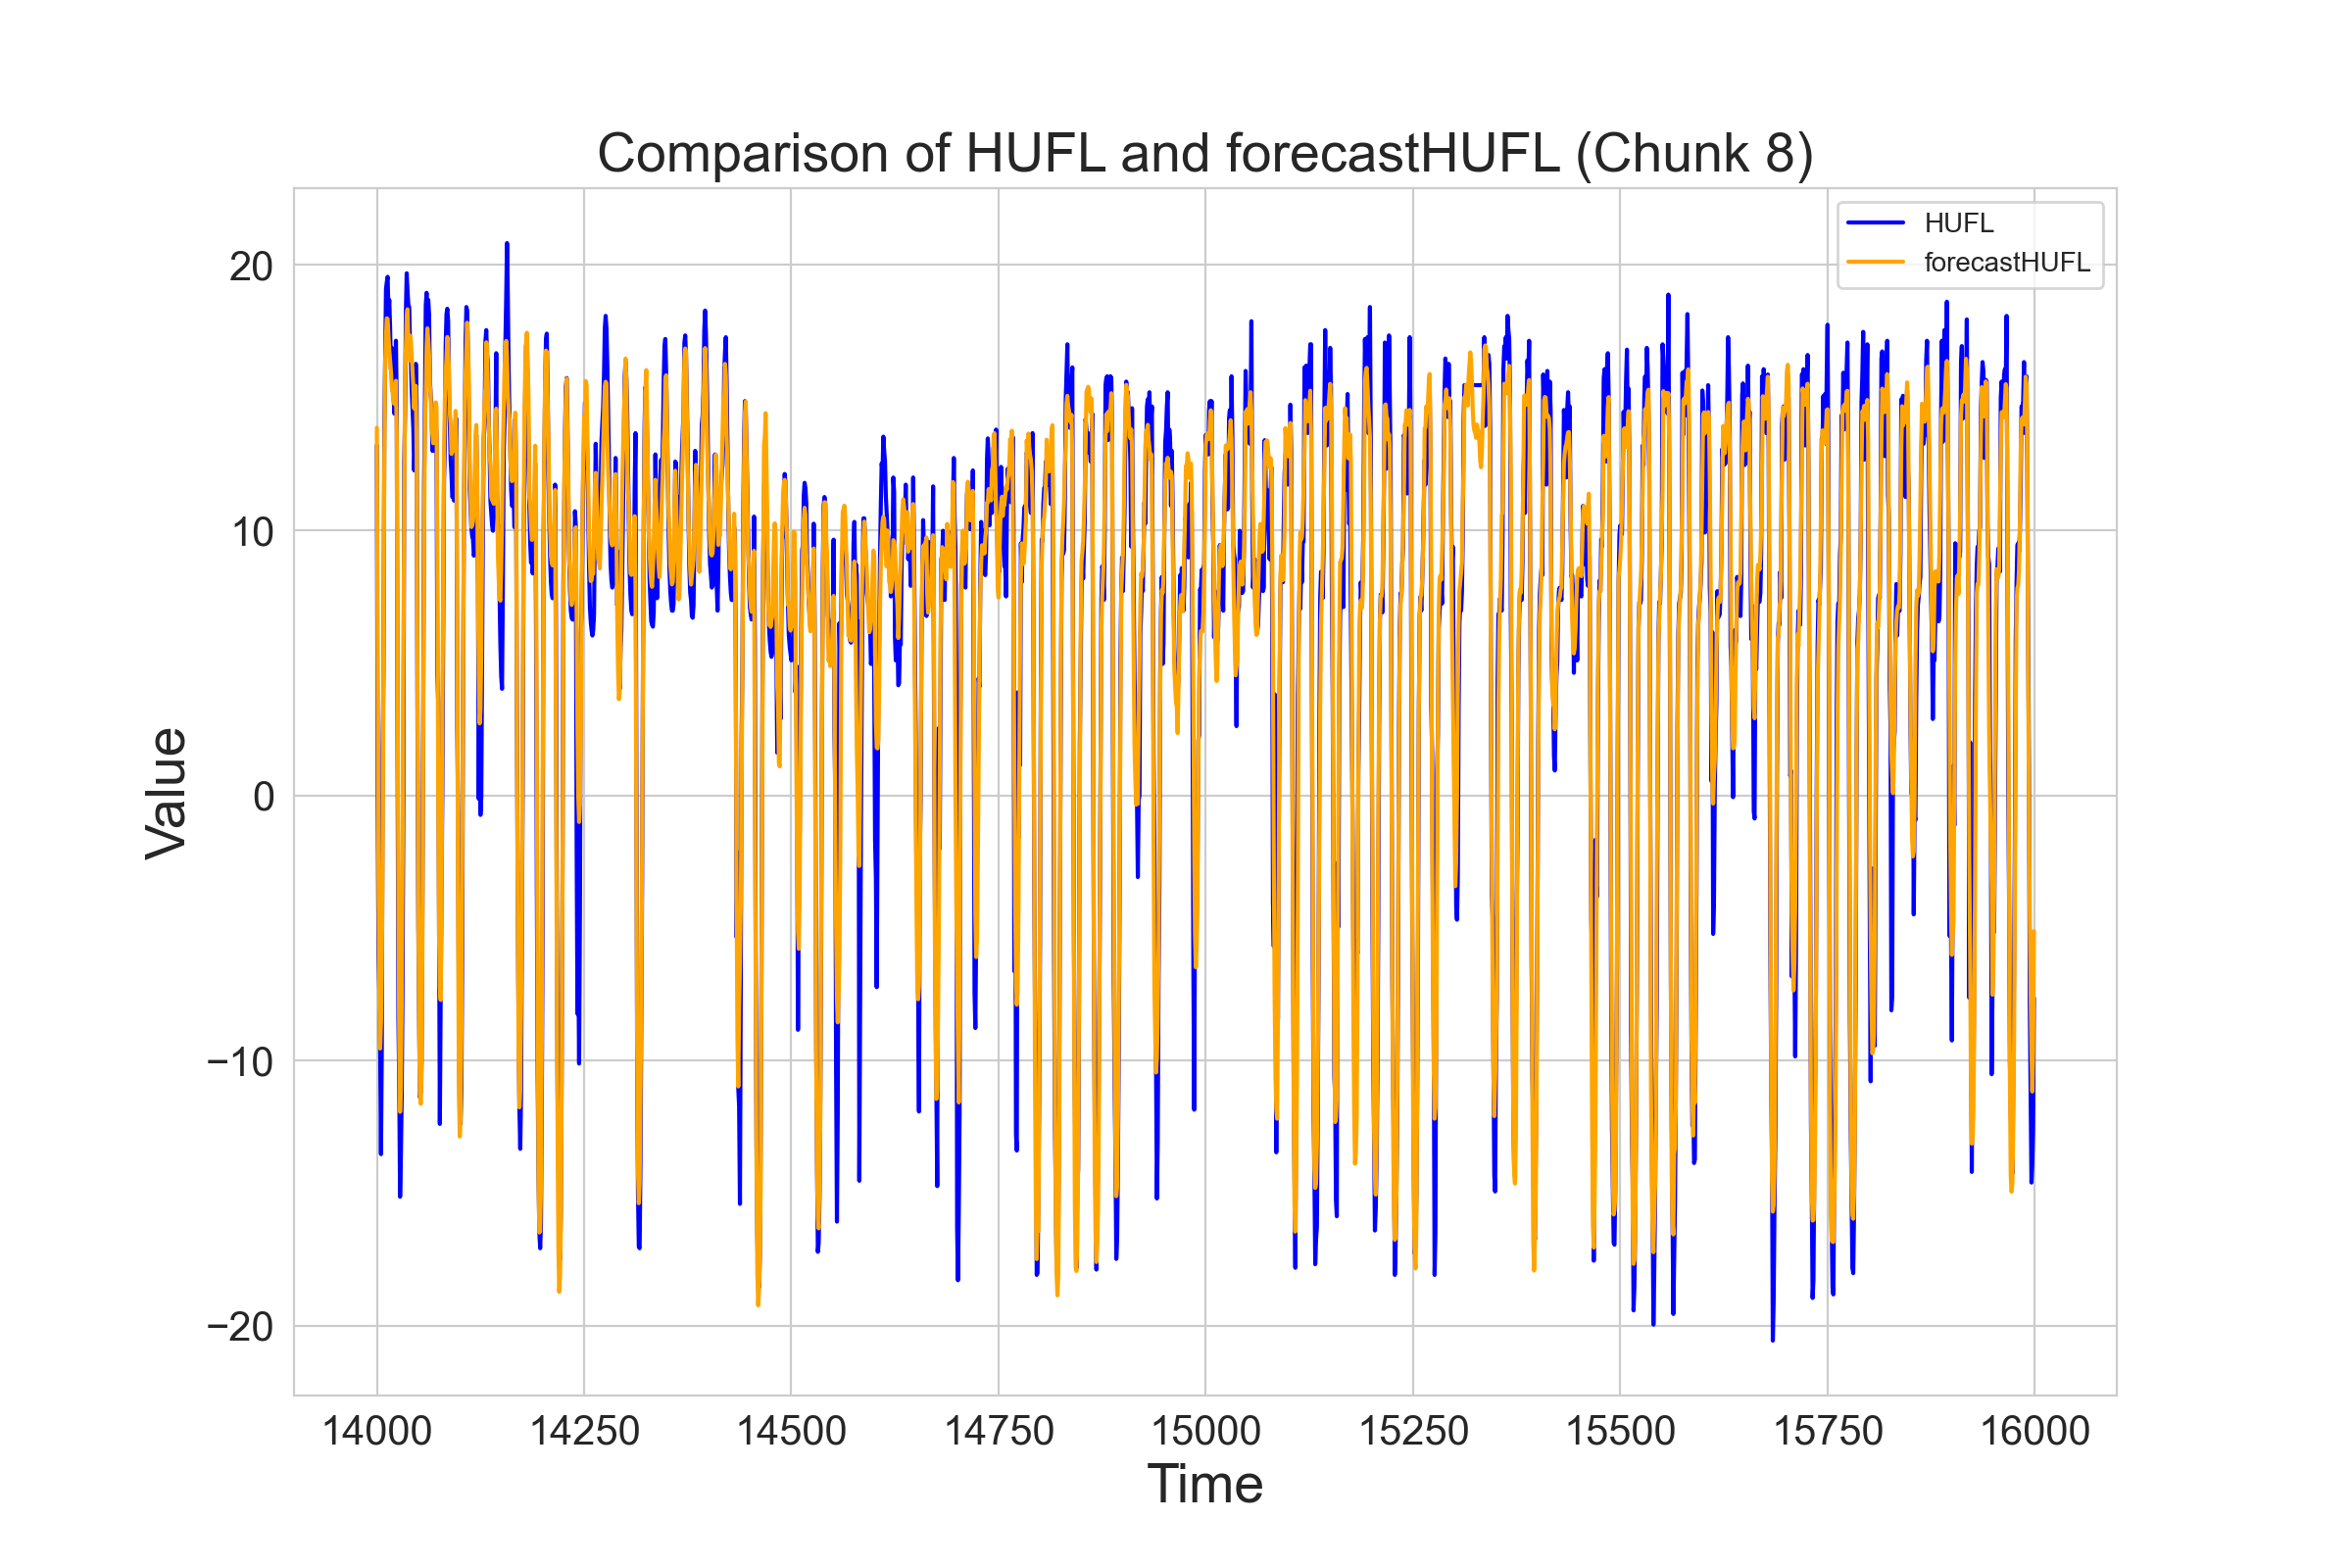 Comparison of HUFL and forecastHUFL (Chunk 8)
HUFL
forecastHUFL
20
10
0
−10
−20
Value
14000 14250 14500 14750 15000 15250 15500 15750 16000
Time